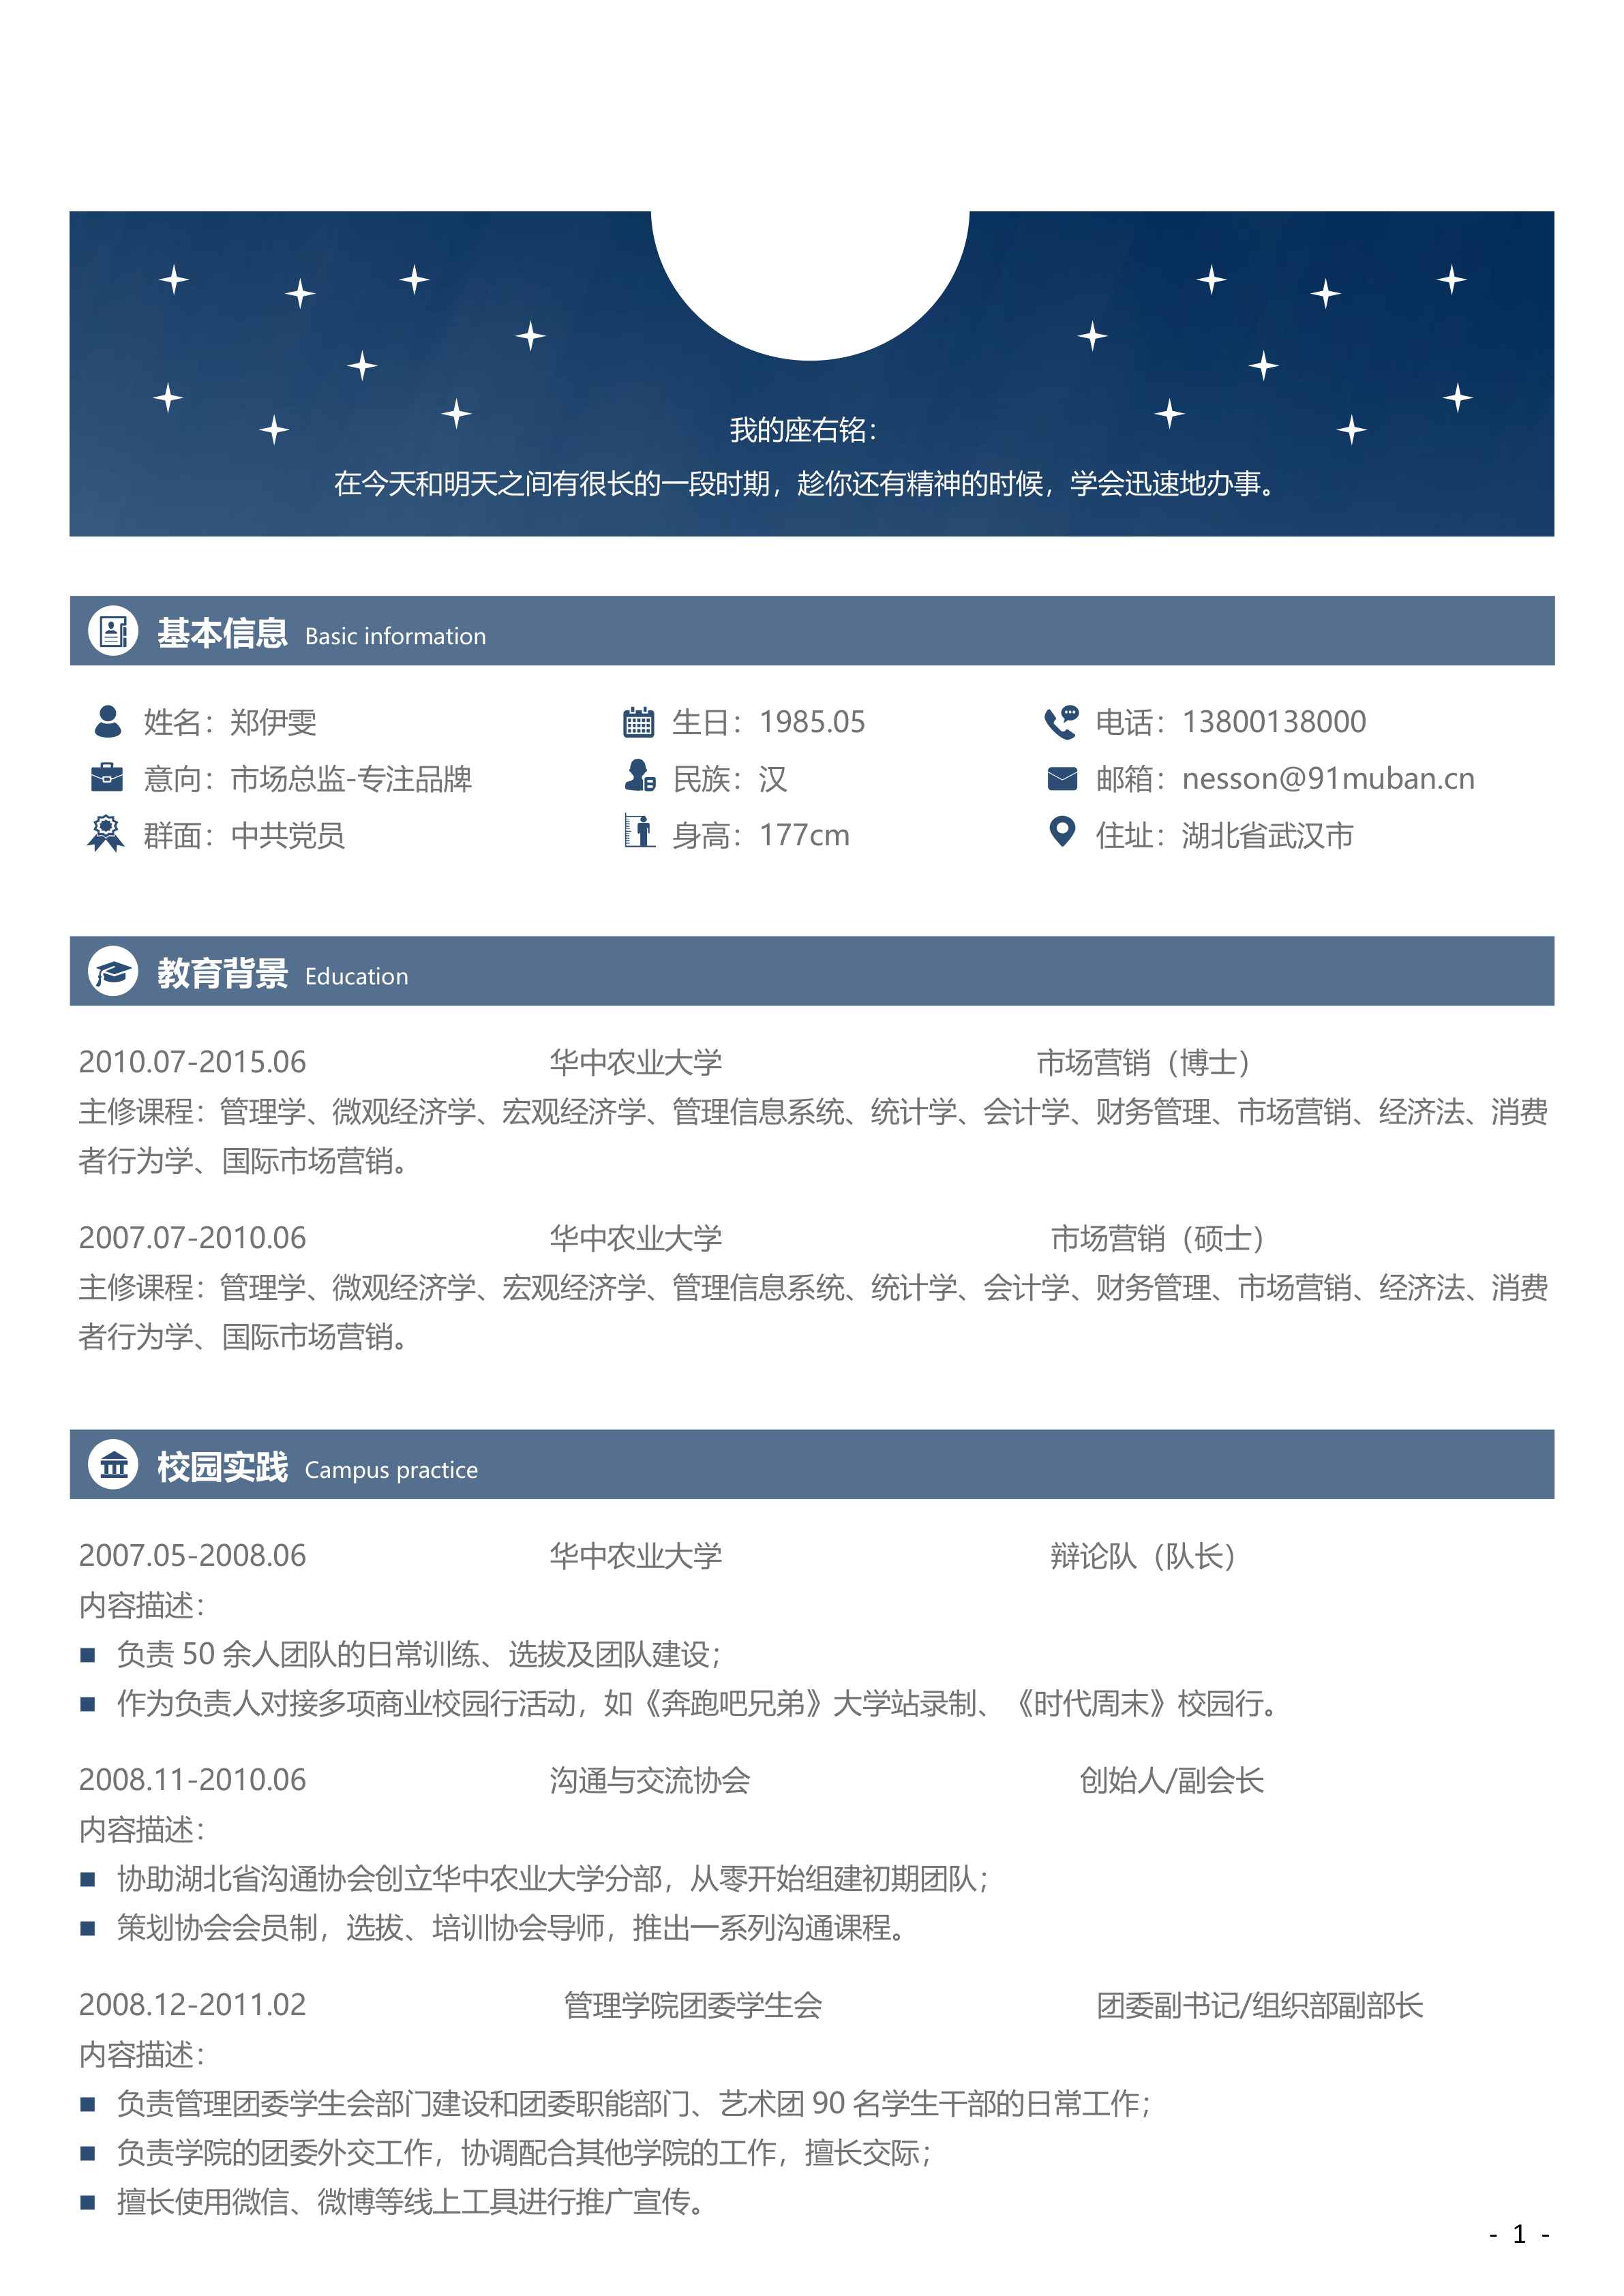 我的座右铭：
在今天和明天之间有很长的一段时期，趁你还有精神的时候，学会迅速地办事。
基本信息 Basic information
姓名：郑伊雯 生日：1985.05 电话：13800138000
意向：市场总监-专注品牌 民族：汉 邮箱：nesson@91muban.cn
群面：中共党员 身高：177cm 住址：湖北省武汉市
教育背景 Education
2010.07-2015.06 华中农业大学 市场营销（博士）
主修课程：管理学、微观经济学、宏观经济学、管理信息系统、统计学、会计学、财务管理、市场营销、经济法、消费
者行为学、国际市场营销。
2007.07-2010.06 华中农业大学 市场营销（硕士）
主修课程：管理学、微观经济学、宏观经济学、管理信息系统、统计学、会计学、财务管理、市场营销、经济法、消费
者行为学、国际市场营销。
校园实践 Campus practice
2007.05-2008.06 华中农业大学 辩论队（队长）
内容描述：
■ 负责 50 余人团队的日常训练、选拔及团队建设；
■ 作为负责人对接多项商业校园行活动，如《奔跑吧兄弟》大学站录制、《时代周末》校园行。
2008.11-2010.06 沟通与交流协会 创始人/副会长
内容描述：
■ 协助湖北省沟通协会创立华中农业大学分部，从零开始组建初期团队；
■ 策划协会会员制，选拔、培训协会导师，推出一系列沟通课程。
2008.12-2011.02 管理学院团委学生会 团委副书记/组织部副部长
内容描述：
■ 负责管理团委学生会部门建设和团委职能部门、艺术团 90 名学生干部的日常工作；
■ 负责学院的团委外交工作，协调配合其他学院的工作，擅长交际；
■ 擅长使用微信、微博等线上工具进行推广宣传。
- 1 -